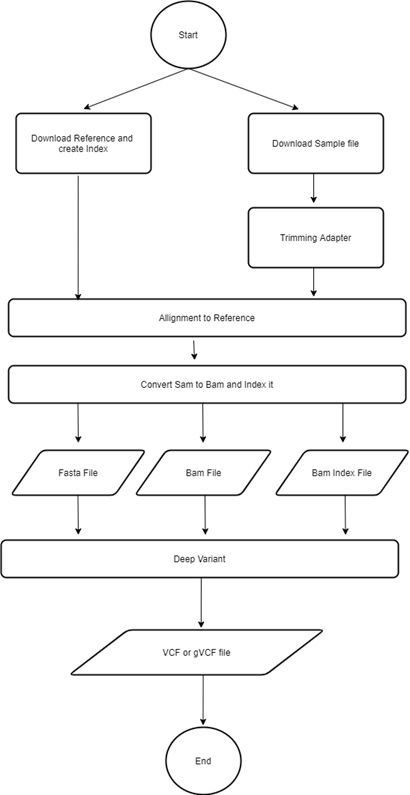 Start
Download Reference and
create Index
Download Sample file
Trimming Adapter
Allignment to Reference
Convert Sam to Bam and Index it
Fasta File
Bam File
Bam Index File
Deep Variant
VCF or gVCF file
End